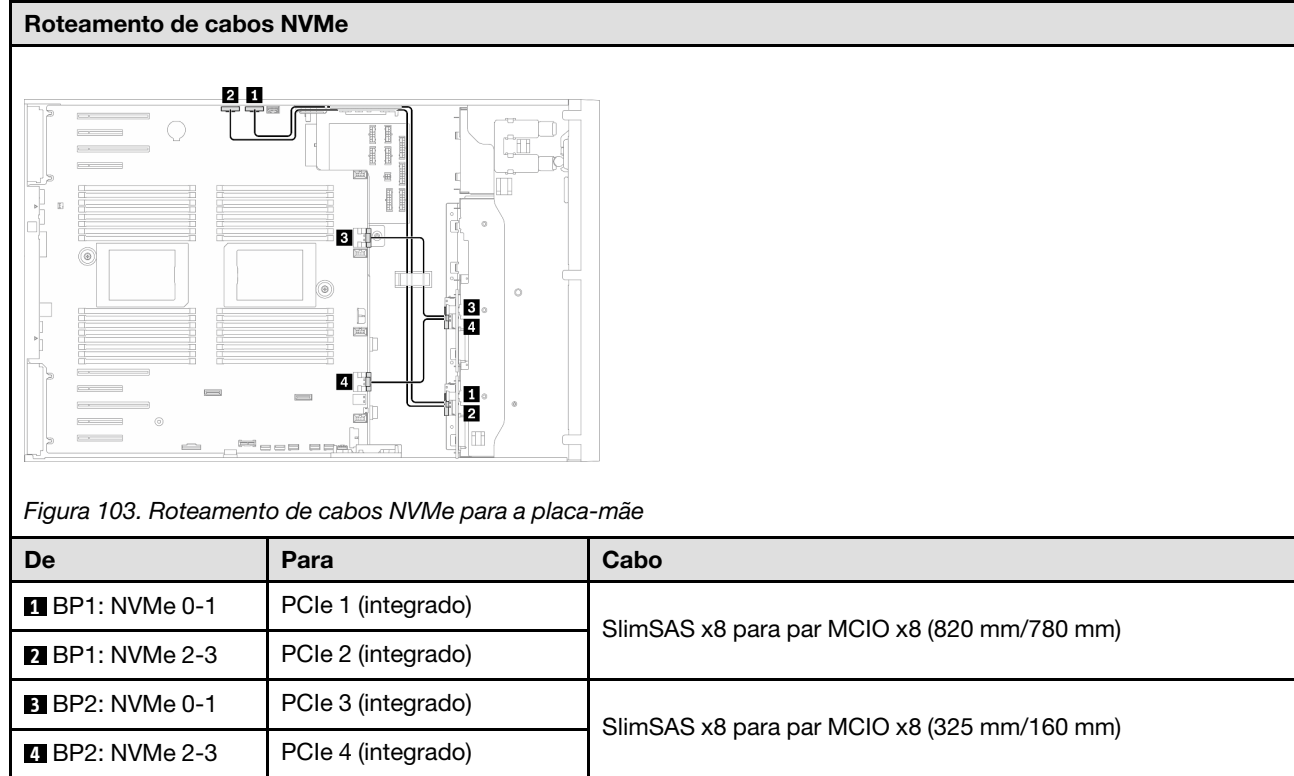 Roteamento de cabos NVMe
2 1
3
3
4
4
1
2
Figura 103. Roteamento de cabos NVMe para a placa-mãe
De Para Cabo
1 BP1: NVMe 0-1 PCIe 1 (integrado) SlimSAS x8 para par MCIO x8 (820 mm/780 mm)
2 BP1: NVMe 2-3 PCIe 2 (integrado)
3 BP2: NVMe 0-1 PCIe 3 (integrado) SlimSAS x8 para par MCIO x8 (325 mm/160 mm)
4 BP2: NVMe 2-3 PCIe 4 (integrado)